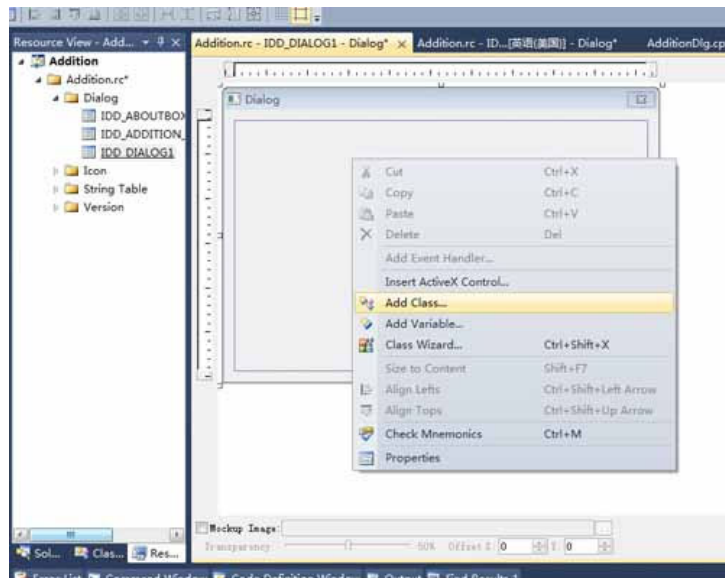 Resource View - Add...
Addition.rc - IDD_DIALOG1 - Dialog*
Addition.rc - ID...[英语(美国)] - Dialog*
AdditionDlg.cp
Addition
Addition.rc*
Dialog
IDD_ABOUTBOX
IDD_ADDITION_
IDD_DIALOG1
Icon
String Table
Version
Dialog
Cut Ctrl+X
Copy Ctrl+C
Paste Ctrl+V
Delete Del
Add Event Handler...
Insert ActiveX Control...
Add Class...
Add Variable...
Class Wizard... Ctrl+Shift+X
Size to Content Shift+F7
Align Lefts Ctrl+Shift+Left Arrow
Align Tops Ctrl+Shift+Up Arrow
Check Mnemonics Ctrl+M
Properties
Mockup Image:
Transparency: 50% Offset X: 0 Y: 0
Sol... Clas... Res...
Error List Command Window Code Definition Window Output Find Results 1